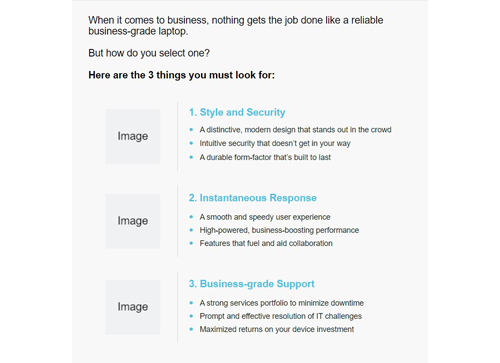 When it comes to business, nothing gets the job done like a reliable
business-grade laptop.
But how do you select one?
Here are the 3 things you must look for:
Image
1. Style and Security
• A distinctive, modern design that stands out in the crowd
• Intuitive security that doesn't get in your way
• A durable form-factor that's built to last
Image
2. Instantaneous Response
• A smooth and speedy user experience
• High-powered, business-boosting performance
• Features that fuel and aid collaboration
Image
3. Business-grade Support
• A strong services portfolio to minimize downtime
• Prompt and effective resolution of IT challenges
• Maximized returns on your device investment